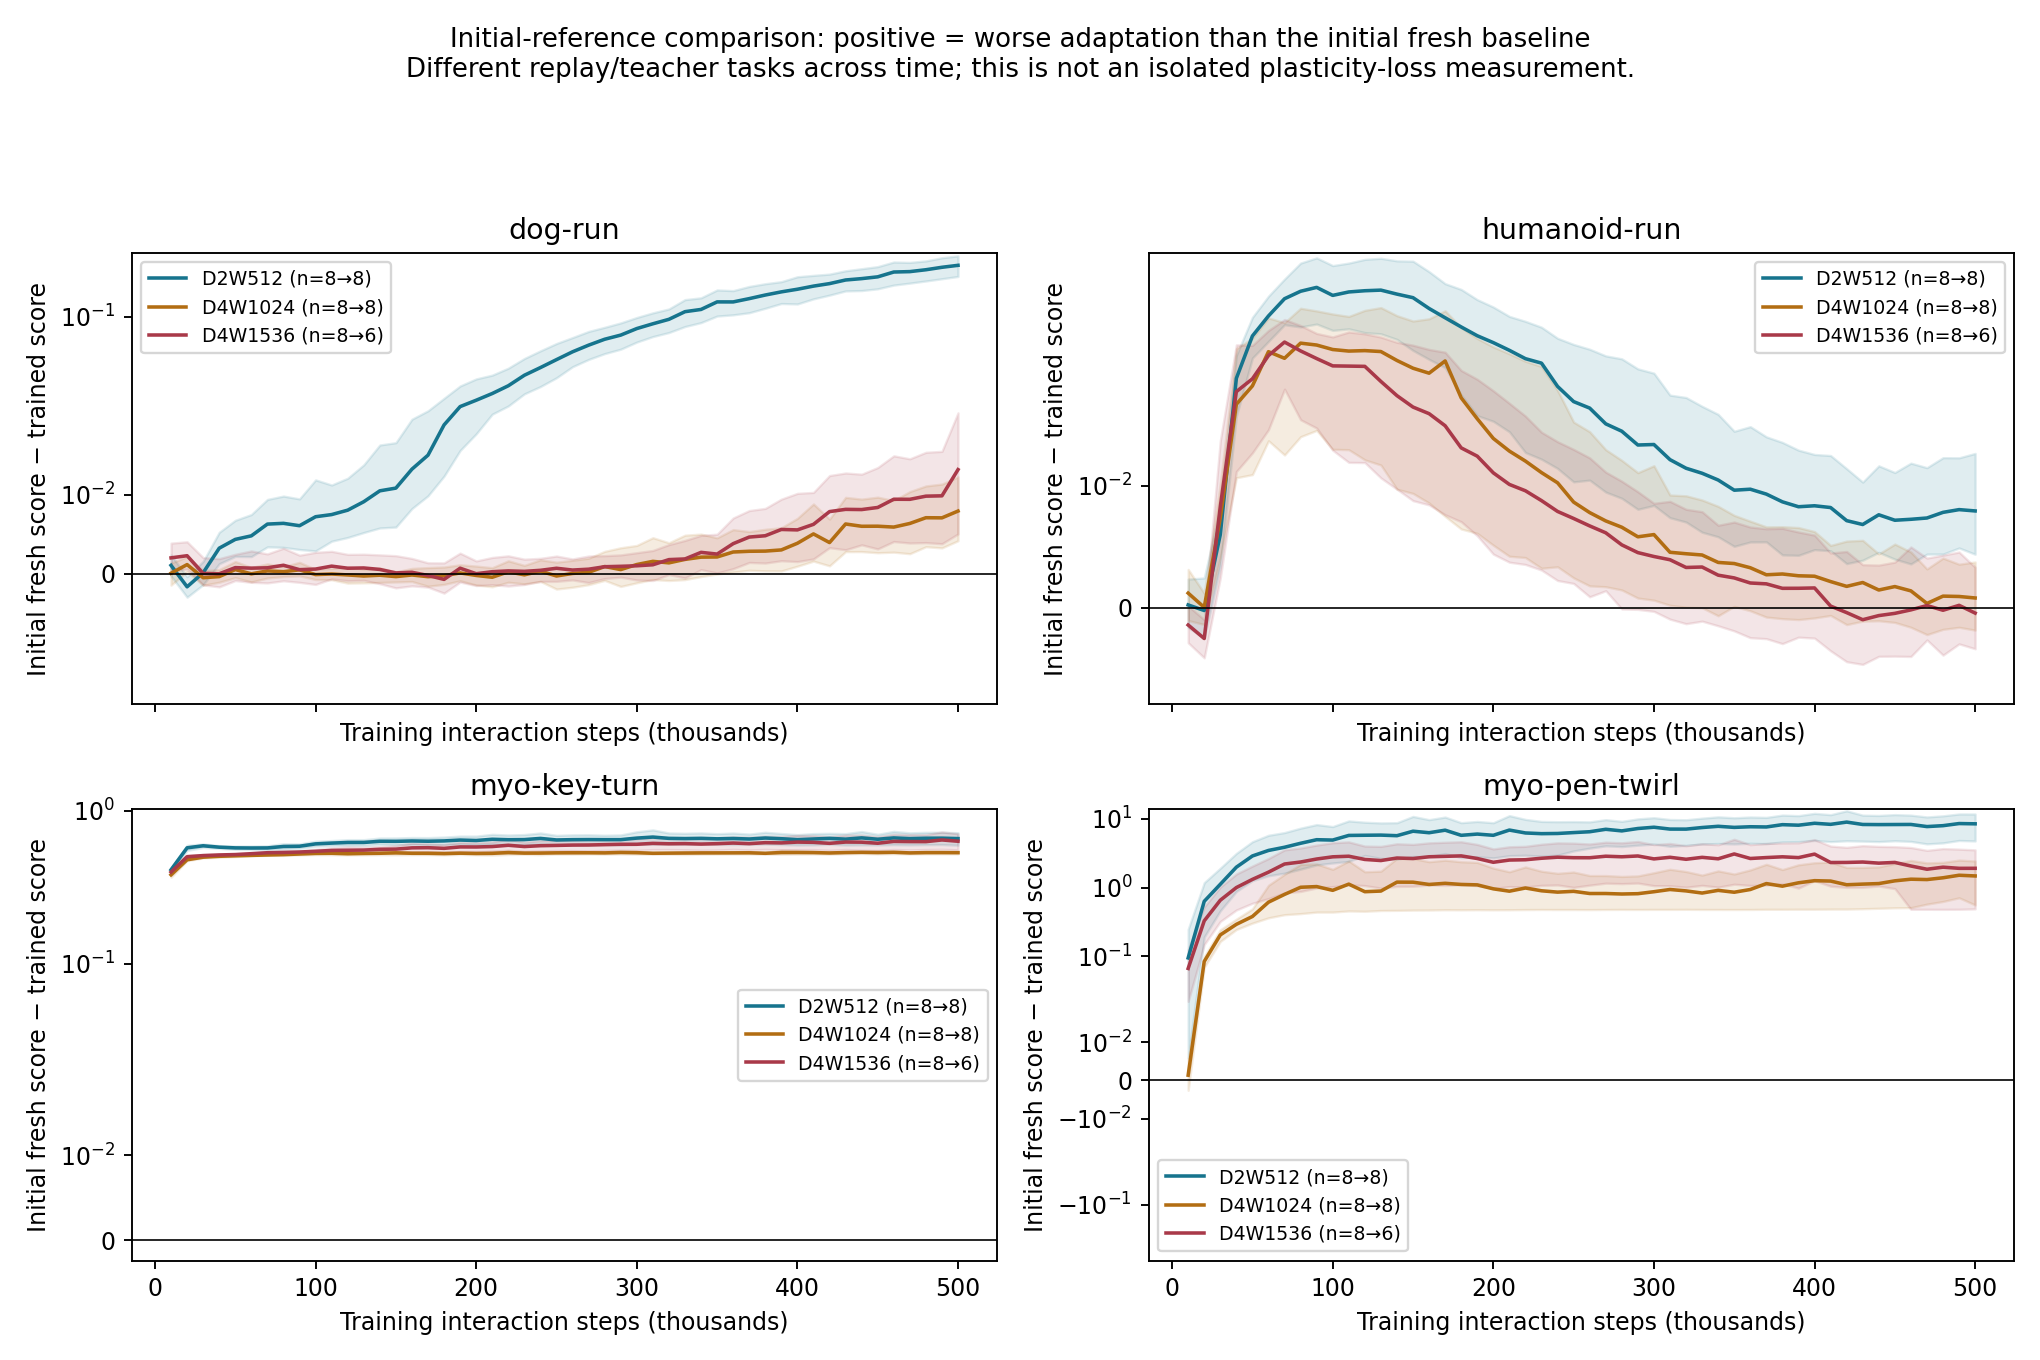 Initial-reference comparison: positive = worse adaptation than the initial fresh baseline
Different replay/teacher tasks across time; this is not an isolated plasticity-loss measurement.
dog-run
Initial fresh score − trained score
10⁻¹
10⁻²
0
D2W512 (n=8→8)
D4W1024 (n=8→8)
D4W1536 (n=8→6)
Training interaction steps (thousands)
humanoid-run
Initial fresh score − trained score
10⁻²
0
D2W512 (n=8→8)
D4W1024 (n=8→8)
D4W1536 (n=8→6)
Training interaction steps (thousands)
myo-key-turn
Initial fresh score − trained score
10⁰
10⁻¹
10⁻²
0
D2W512 (n=8→8)
D4W1024 (n=8→8)
D4W1536 (n=8→6)
0 100 200 300 400 500
Training interaction steps (thousands)
myo-pen-twirl
Initial fresh score − trained score
10¹
10⁰
10⁻¹
10⁻²
0
−10⁻²
−10⁻¹
D2W512 (n=8→8)
D4W1024 (n=8→8)
D4W1536 (n=8→6)
0 100 200 300 400 500
Training interaction steps (thousands)